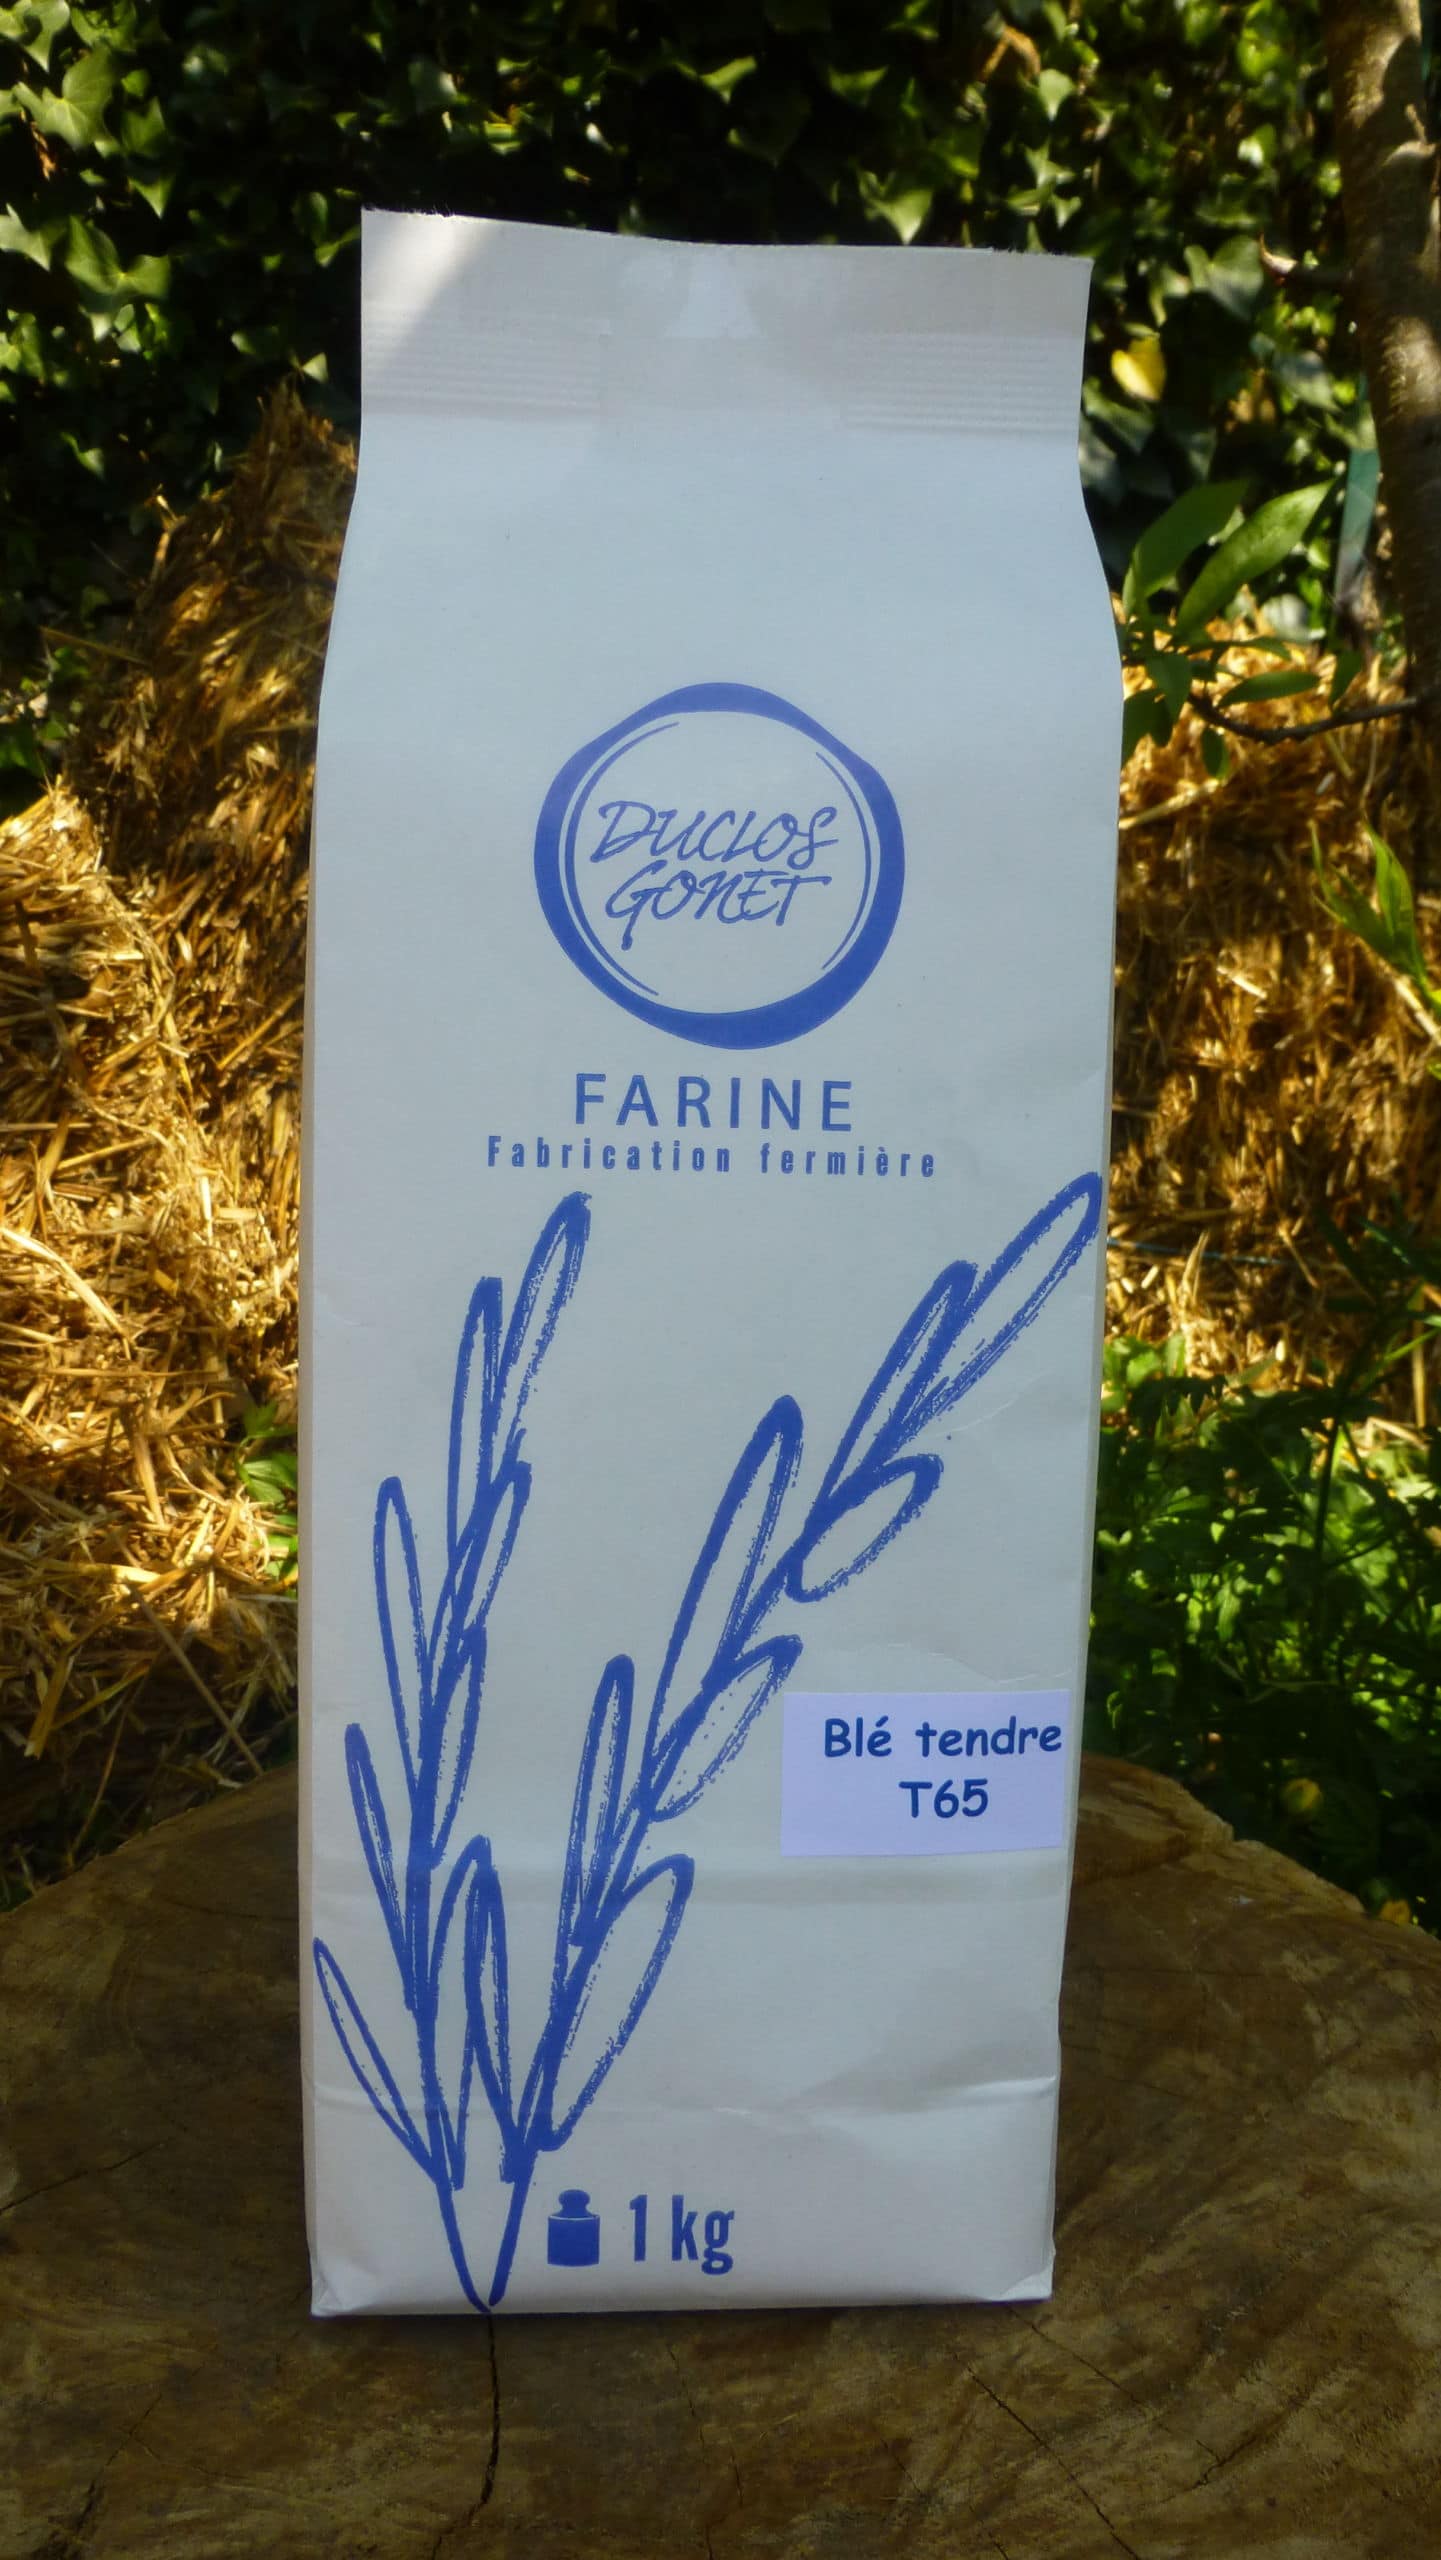 DUCLOS
GONET
FARINE
Fabrication fermière
Blé tendre
T65
1 kg